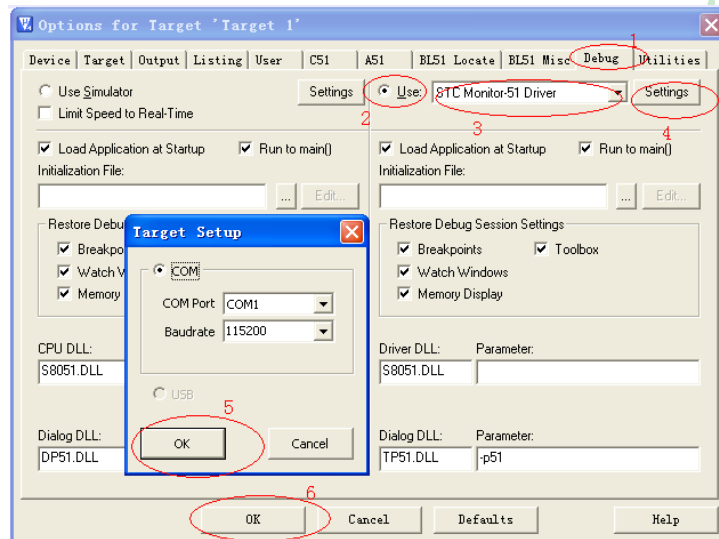 Options for Target 'Target 1'
1
Device Target Output Listing User C51 A51 BL51 Locate BL51 Misc Debug Utilities
Use Simulator Settings Use: STC Monitor-51 Driver Settings
Limit Speed to Real-Time 2 3 4
Load Application at Startup Run to main() Load Application at Startup Run to main()
Initialization File: Initialization File:
... Edit... ... Edit...
Restore Debu Restore Debug Session Settings
Breakpo Breakpoints Toolbox
Watch V Watch Windows
Memory Memory Display
CPU DLL: Driver DLL: Parameter:
S8051.DLL S8051.DLL
Dialog DLL: Dialog DLL: Parameter:
DP51.DLL TP51.DLL -p51
Target Setup
COM
COM Port COM1
Baudrate 115200
USB
5
OK Cancel
6
OK Cancel Defaults Help